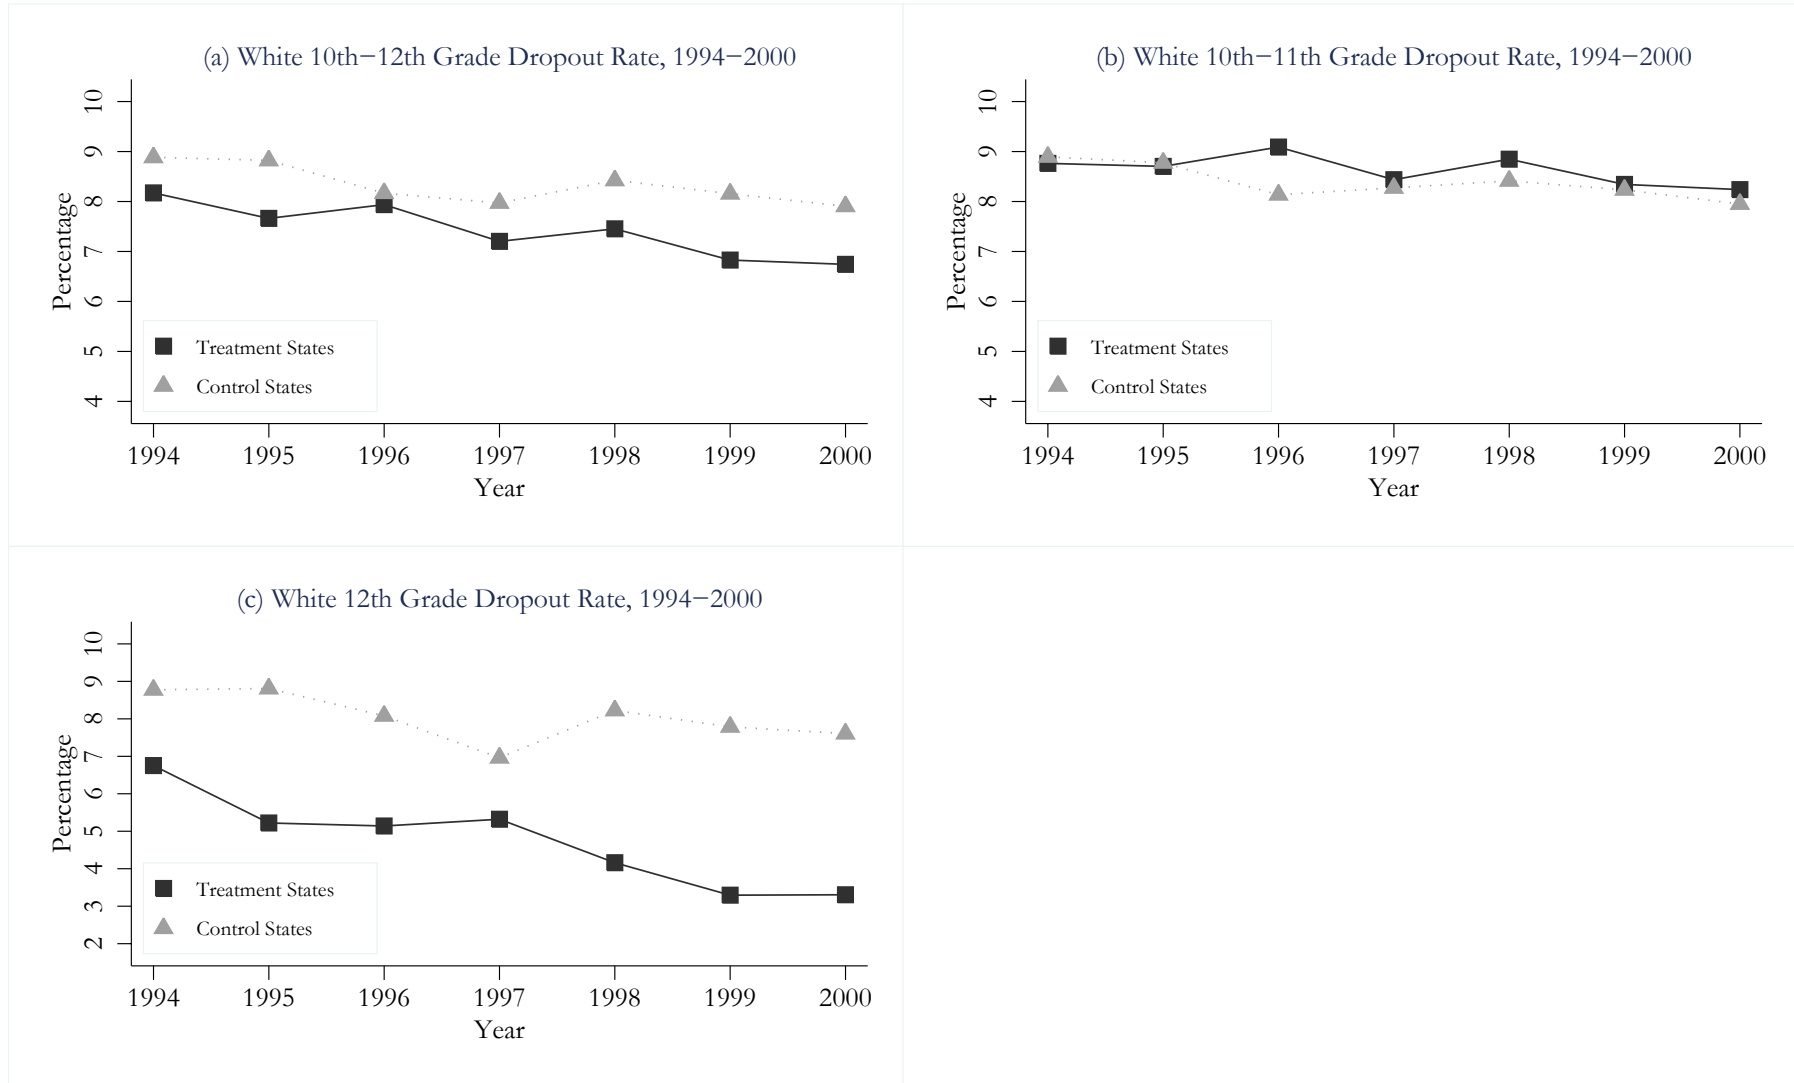 (a) White 10th−12th Grade Dropout Rate, 1994−2000
Percentage
10
9
8
7
6
5
4
Treatment States
Control States
1994 1995 1996 1997 1998 1999 2000
Year
(b) White 10th−11th Grade Dropout Rate, 1994−2000
Percentage
10
9
8
7
6
5
4
Treatment States
Control States
1994 1995 1996 1997 1998 1999 2000
Year
(c) White 12th Grade Dropout Rate, 1994−2000
Percentage
10
9
8
7
6
5
4
3
2
Treatment States
Control States
1994 1995 1996 1997 1998 1999 2000
Year